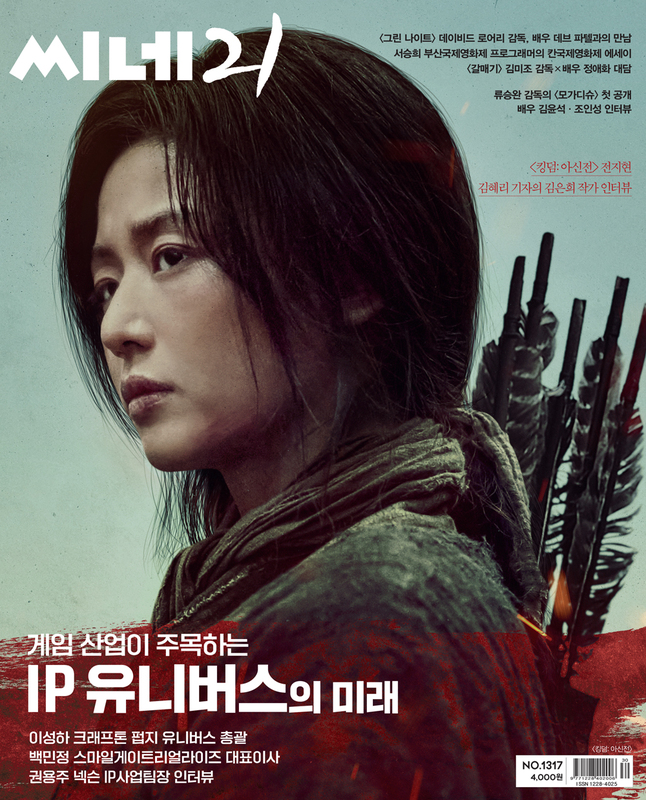 씨네21
<그린 나이트> 데이비드 로어리 감독, 배우 데브 파텔과의 만남
서승희 부산국제영화제 프로그래머의 칸국제영화제 에세이
<갈매기> 김미조 감독×배우 정애화 대담
류승완 감독의 <모가디슈> 첫 공개
배우 김윤석 · 조인성 인터뷰
<킹덤: 아신전> 전지현
김혜리 기자의 김은희 작가 인터뷰
게임 산업이 주목하는
IP 유니버스의 미래
이성하 크래프톤 펍지 유니버스 총괄
백민정 스마일게이트리얼라이즈 대표이사
권용주 넥슨 IP사업팀장 인터뷰
<킹덤: 아신전>
NO.1317
4,000원
30
9 771228 402008
ISSN 1228-4025